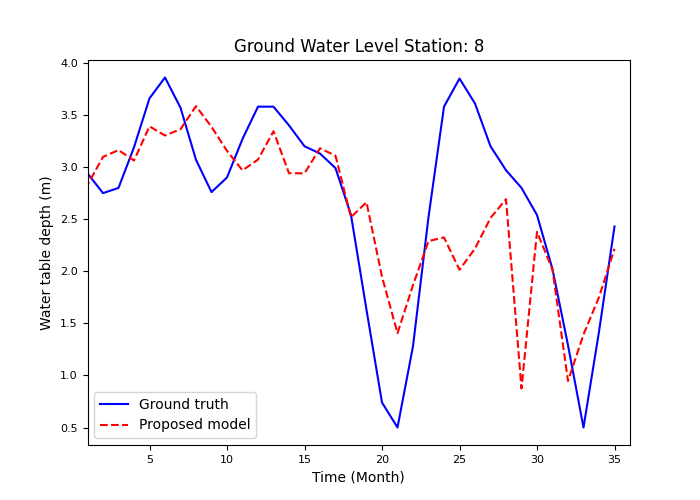 Ground Water Level Station: 8
4.0
3.5
3.0
2.5
2.0
1.5
1.0
0.5
Water table depth (m)
Ground truth
Proposed model
5 10 15 20 25 30 35
Time (Month)